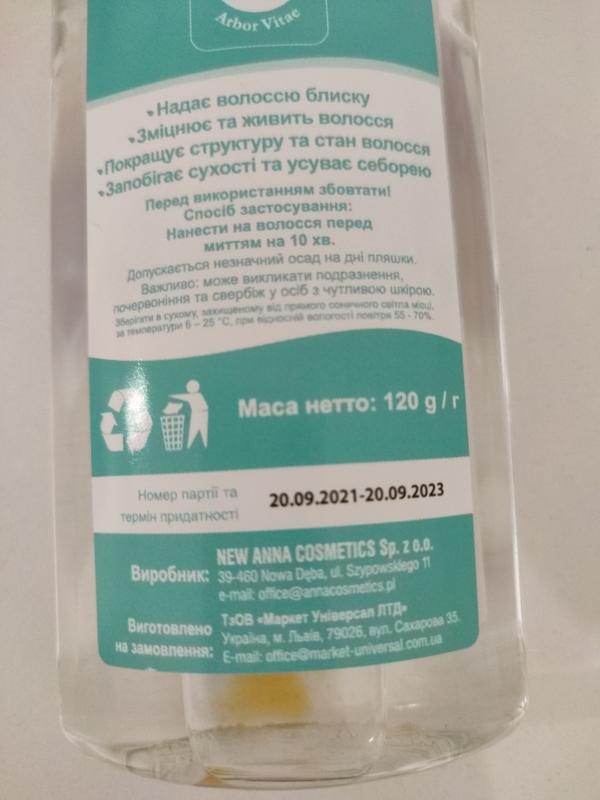 Arbor Vitae
Надає волоссю блиску
Зміцнює та живить волосся
Покращує структуру та стан волосся
Запобігає сухості та усуває себорею
Перед використанням збовтати!
Спосіб застосування:
Нанести на волосся перед
миттям на 10 хв.
Допускається незначний осад на дні пляшки.
Важливо: може викликати подразнення,
почервоніння та свербіж у осіб з чутливою шкірою.
Зберігати в сухому, захищеному від прямого сонячного світла місці,
за температури 6 – 25 °C, при відносній вологості повітря 55 - 70%.
Маса нетто: 120 g / г
Номер партії та
термін придатності
20.09.2021-20.09.2023
Виробник:
NEW ANNA COSMETICS Sp. z o.o.
39-460 Nowa Dęba, ul. Szypowskiego 11
e-mail: office@annacosmetics.pl
Виготовлено
на замовлення:
ТзОВ «Маркет Універсал ЛТД»
Україна, м. Львів, 79026, вул. Сахарова 35.
E-mail: office@market-universal.com.ua